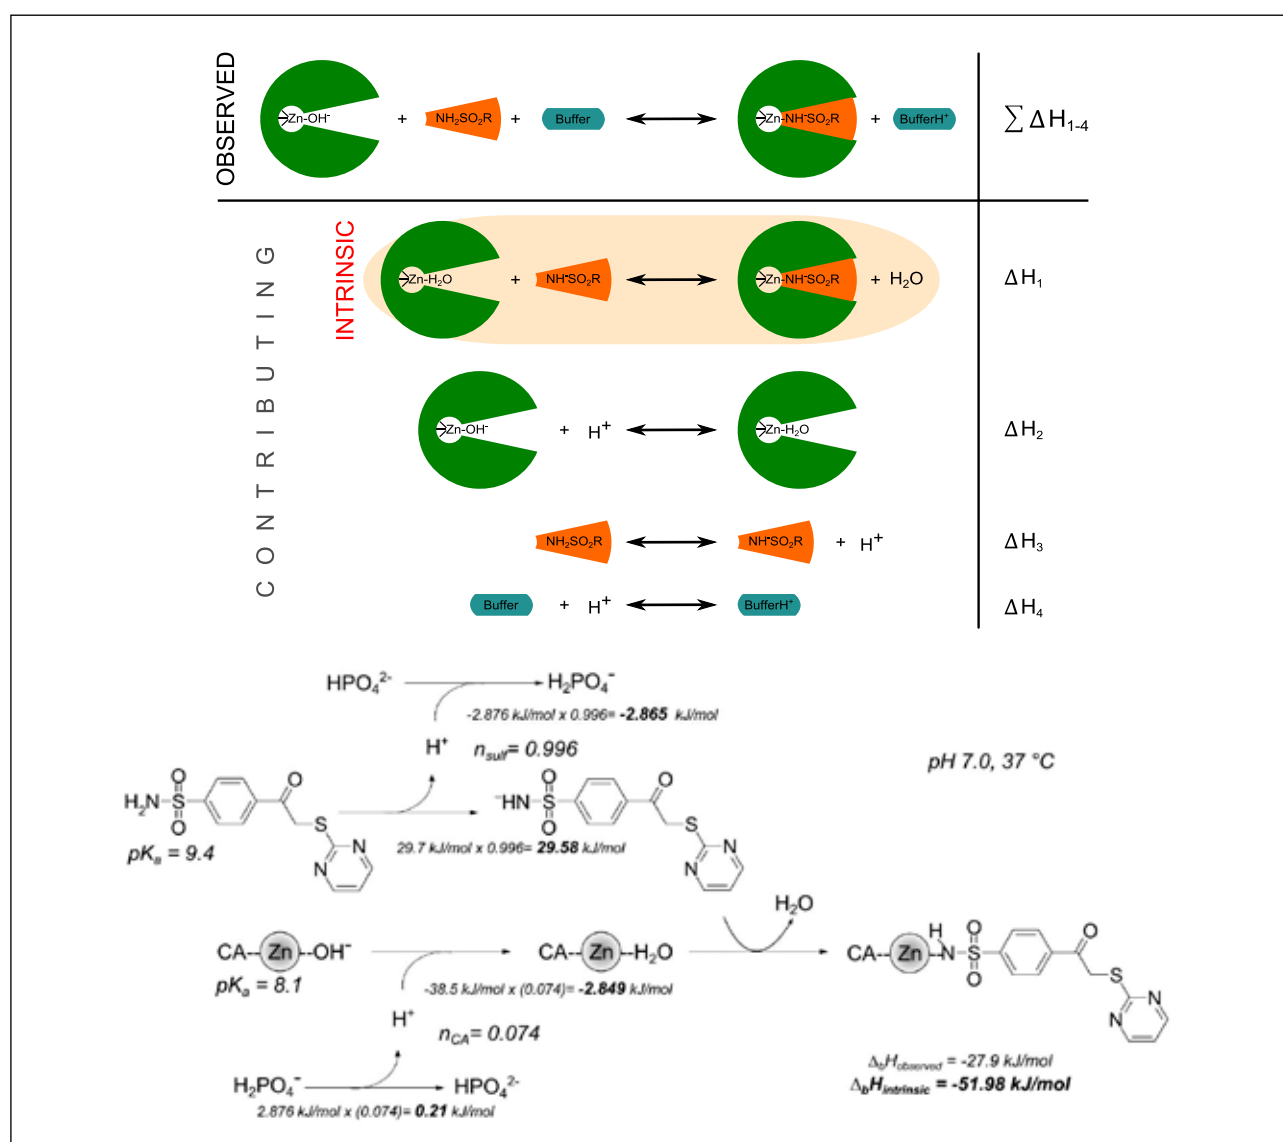 OBSERVED
Zn-OH⁻ + NH₂SO₂R + Buffer Zn-NH⁻SO₂R + BufferH⁺ ∑ ΔH₁₋₄
CONTRIBUTING
INTRINSIC
Zn-H₂O + NH⁻SO₂R Zn-NH⁻SO₂R + H₂O ΔH₁
Zn-OH⁻ + H⁺ Zn-H₂O ΔH₂
NH₂SO₂R NH⁻SO₂R + H⁺ ΔH₃
Buffer + H⁺ BufferH⁺ ΔH₄
HPO₄²⁻ H₂PO₄⁻
-2.876 kJ/mol x 0.996= -2.865 kJ/mol
H⁺ n_sulf= 0.996
pH 7.0, 37 °C
H₂N S O O O S N N
pKₐ = 9.4
⁻HN S O O O S N N
29.7 kJ/mol x 0.996= 29.58 kJ/mol
H₂O
CA--Zn--OH⁻ CA--Zn--H₂O CA--Zn--N H S O O O S N N
pKₐ = 8.1
-38.5 kJ/mol x (0.074)= -2.849 kJ/mol
H⁺ n_CA= 0.074
H₂PO₄⁻ HPO₄²⁻
2.876 kJ/mol x (0.074)= 0.21 kJ/mol
Δ_bH_observed = -27.9 kJ/mol
Δ_bH_intrinsic = -51.98 kJ/mol